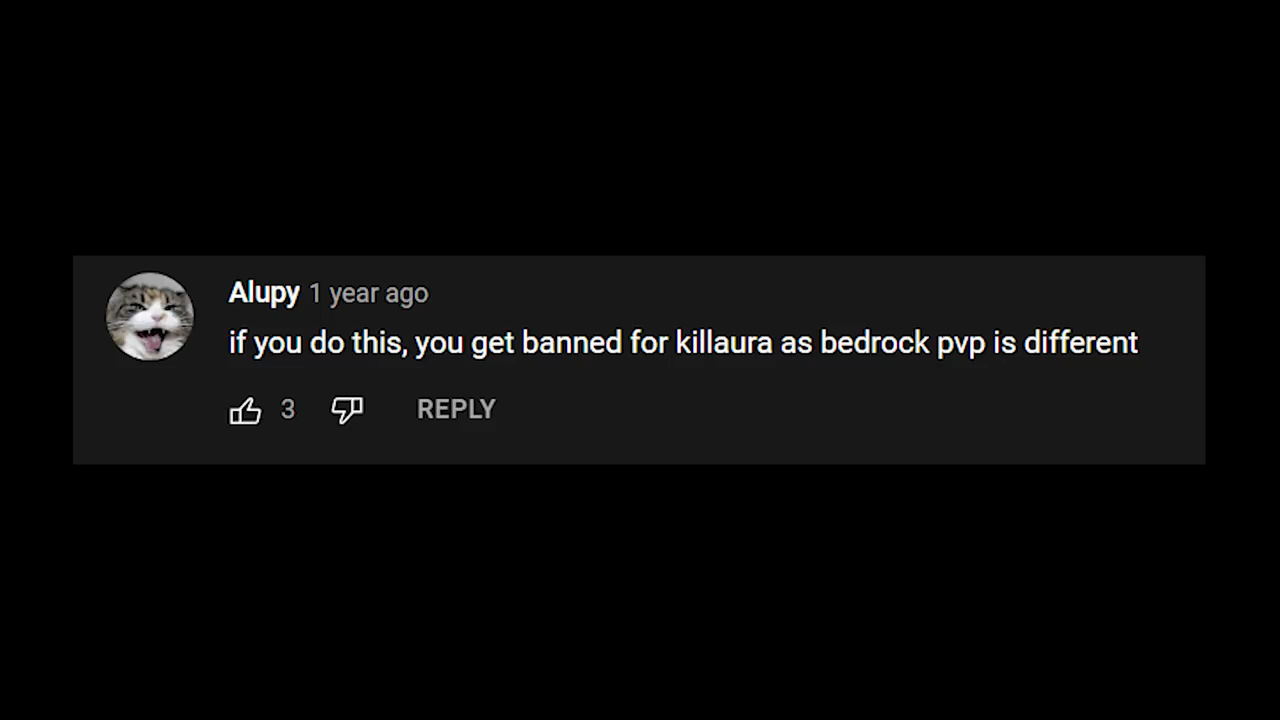 Alupy 1 year ago
if you do this, you get banned for killaura as bedrock pvp is different
3 REPLY